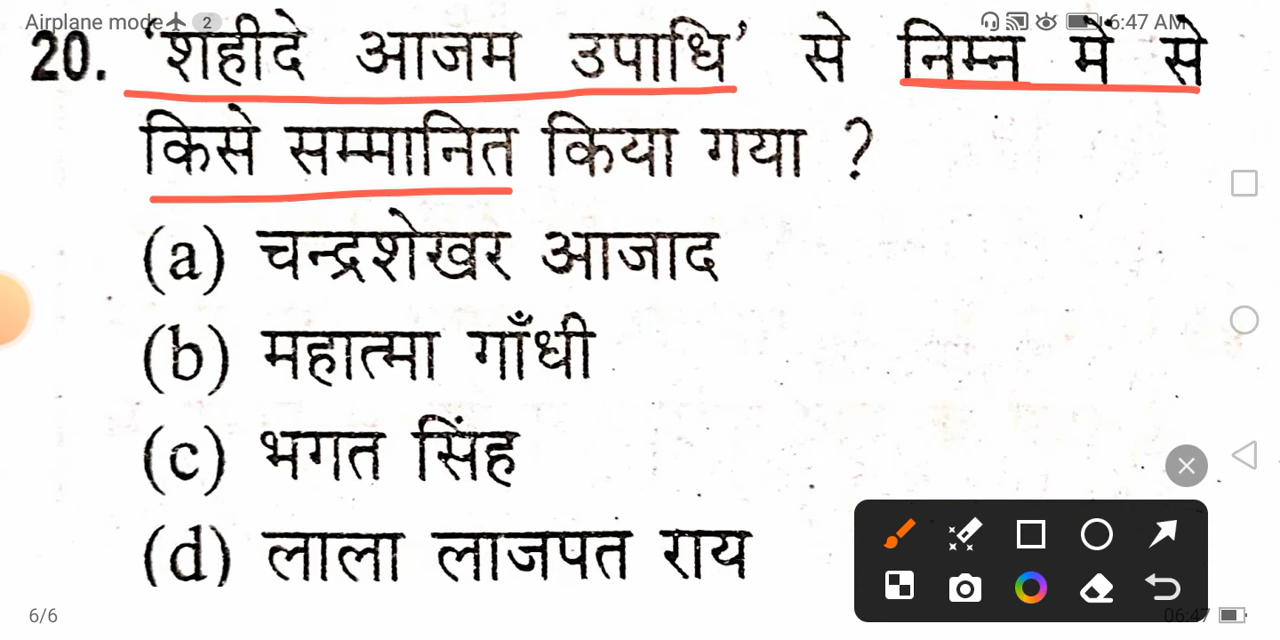 Airplane mode 2 6:47 AM
20. 'शहीदे आजम उपाधि' से निम्न में से
किसे सम्मानित किया गया ?
(a) चन्द्रशेखर आजाद
(b) महात्मा गाँधी
(c) भगत सिंह
(d) लाला लाजपत राय
6/6 06:47